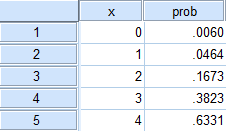 x prob
1 0 .0060
2 1 .0464
3 2 .1673
4 3 .3823
5 4 .6331